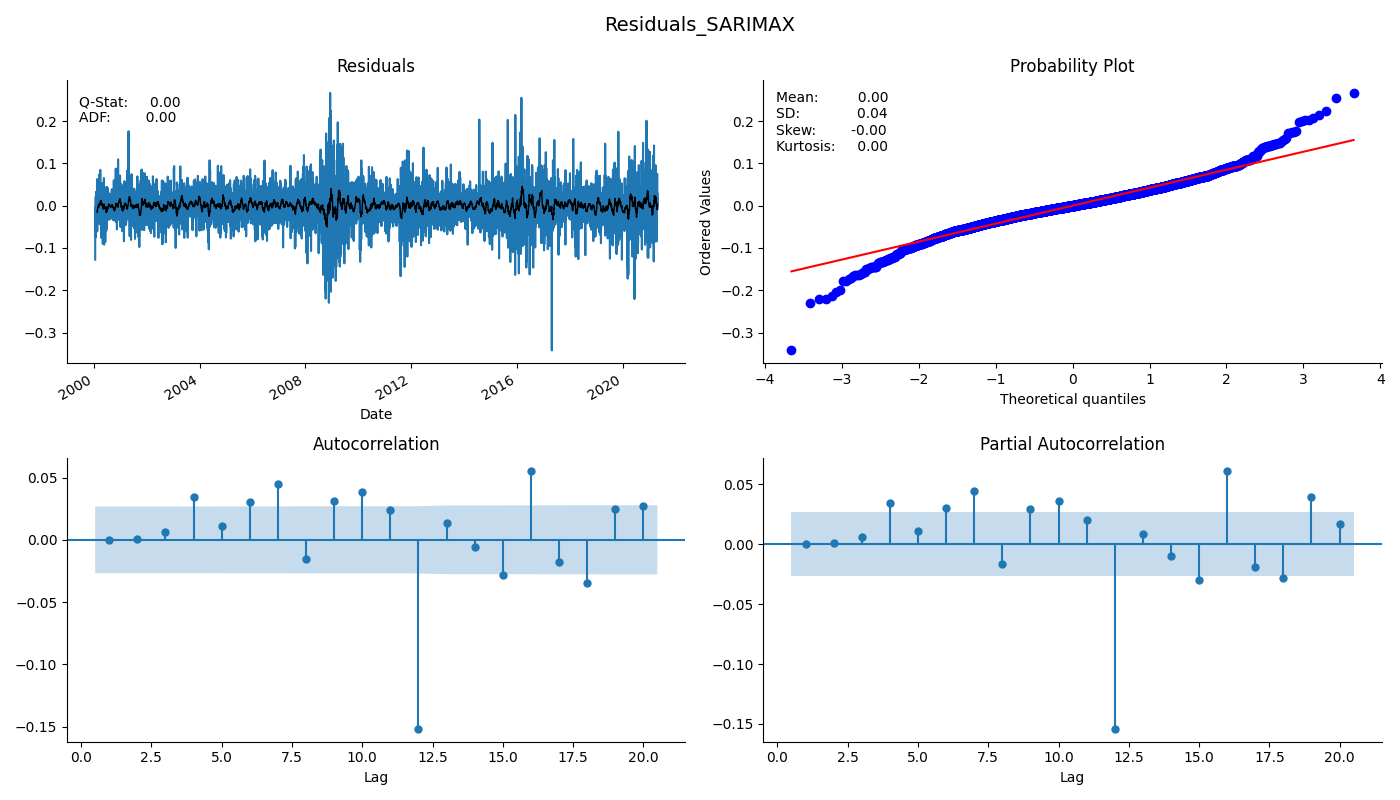 Residuals_SARIMAX
Residuals
Q-Stat: 0.00
ADF: 0.00
0.2
0.1
0.0
−0.1
−0.2
−0.3
2000 2004 2008 2012 2016 2020
Date
Probability Plot
Mean: 0.00
SD: 0.04
Skew: -0.00
Kurtosis: 0.00
Ordered Values
0.2
0.1
0.0
−0.1
−0.2
−0.3
−4 −3 −2 −1 0 1 2 3 4
Theoretical quantiles
Autocorrelation
0.05
0.00
−0.05
−0.10
−0.15
0.0 2.5 5.0 7.5 10.0 12.5 15.0 17.5 20.0
Lag
Partial Autocorrelation
0.05
0.00
−0.05
−0.10
−0.15
0.0 2.5 5.0 7.5 10.0 12.5 15.0 17.5 20.0
Lag